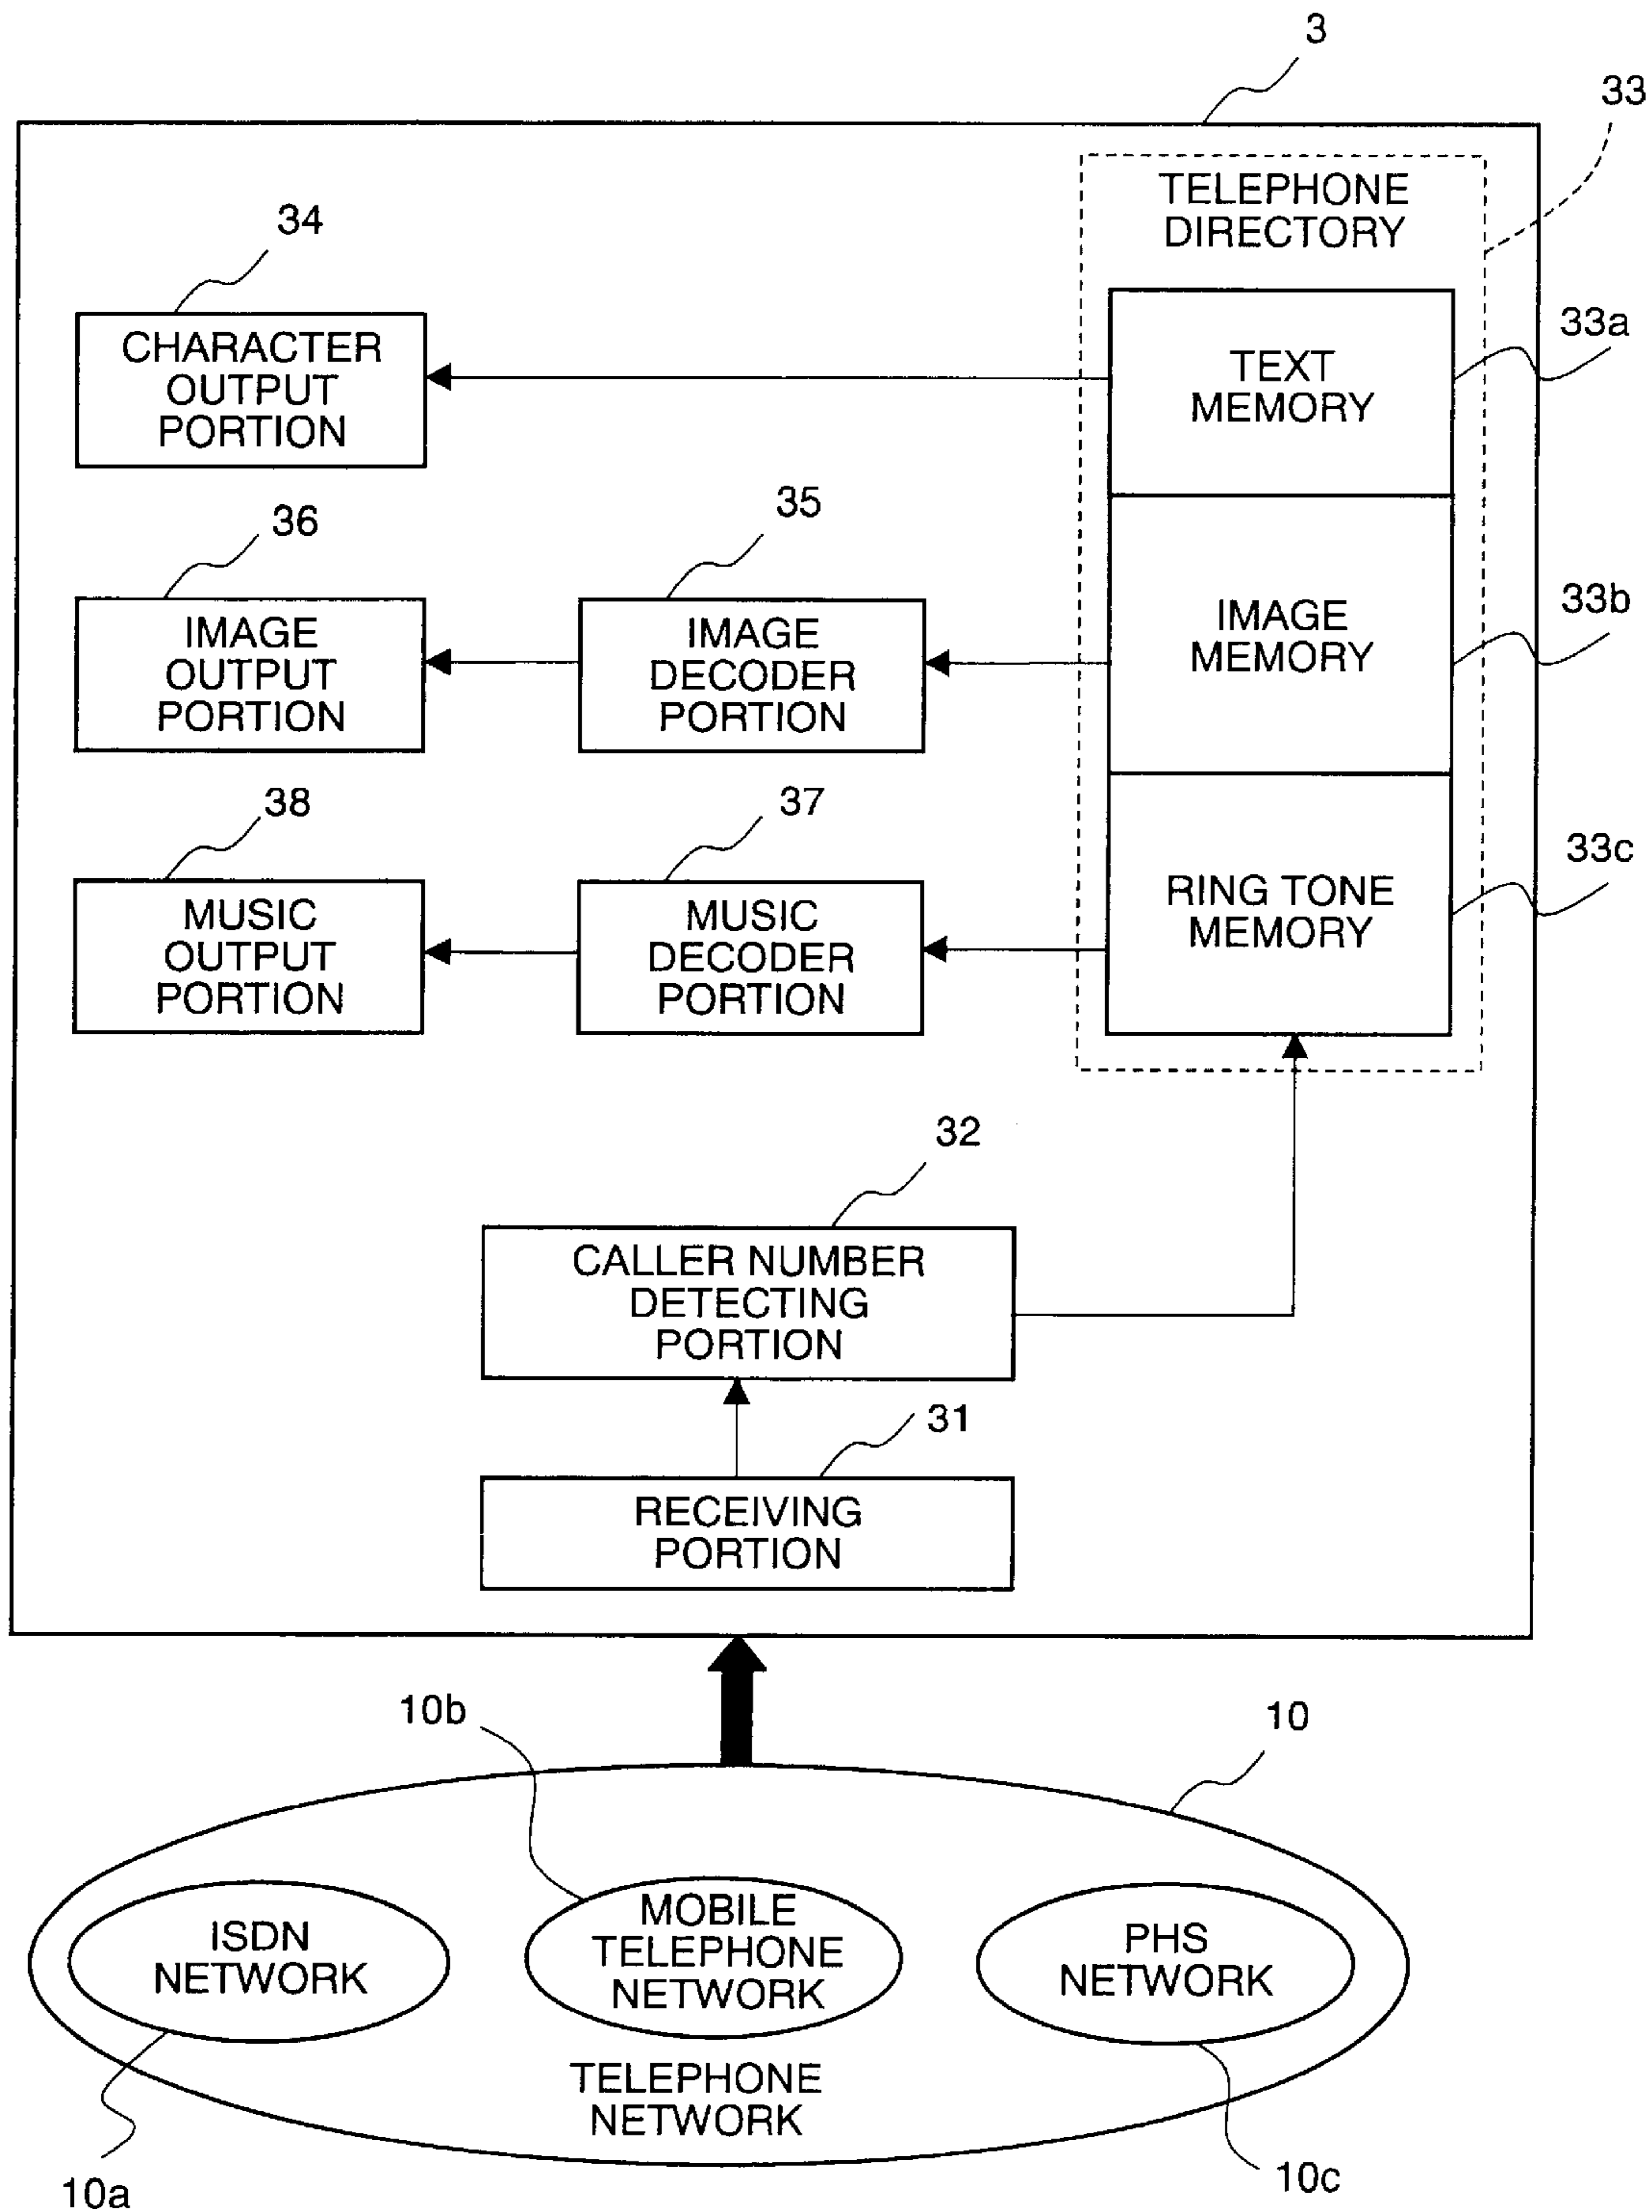 3
33
TELEPHONE
DIRECTORY
34
CHARACTER
OUTPUT
PORTION
TEXT
MEMORY
33a
36
35
IMAGE
OUTPUT
PORTION
IMAGE
DECODER
PORTION
IMAGE
MEMORY
33b
38
37
MUSIC
OUTPUT
PORTION
MUSIC
DECODER
PORTION
RING TONE
MEMORY
33c
32
CALLER NUMBER
DETECTING
PORTION
31
RECEIVING
PORTION
10b
10
ISDN
NETWORK
MOBILE
TELEPHONE
NETWORK
PHS
NETWORK
TELEPHONE
NETWORK
10a
10c